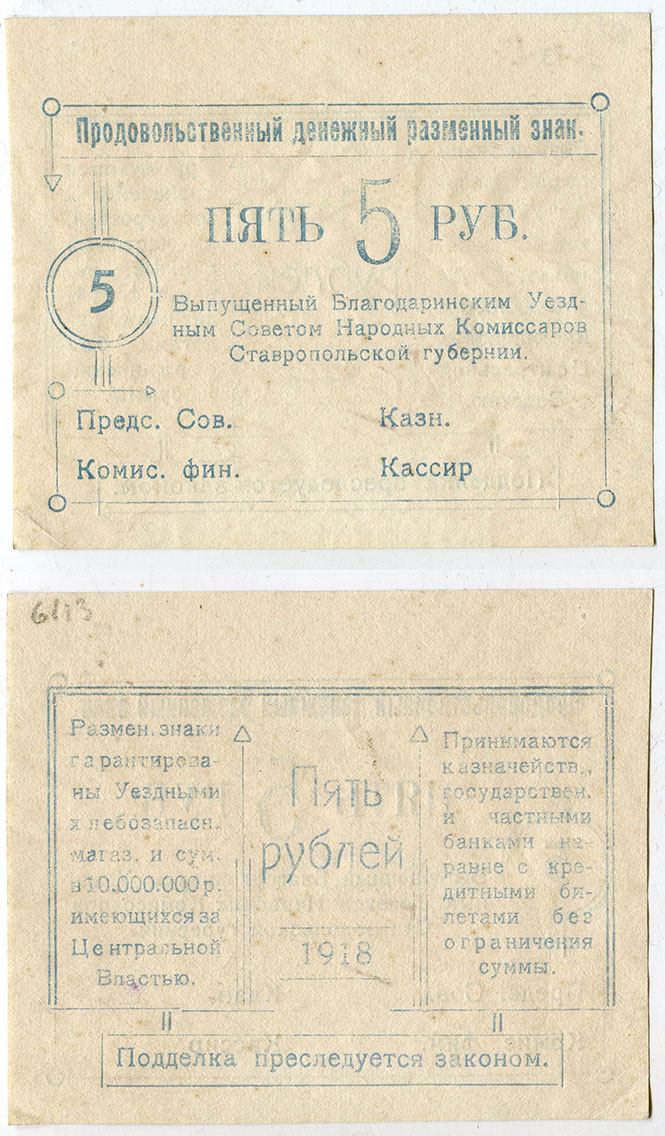 Продовольственный денежный разменный знак.
ПЯТЬ 5 РУБ.
5
Выпущенный Благодаринским Уезд-
ным Советом Народных Комиссаров
Ставропольской губернии.
Предс. Сов. Казн.
Комис. фин. Кассир
6/13
Размен. знаки
гарантирова-
ны Уездными
хлебозапасн.
магаз. и сум.
в 10.000.000 р.
имеющихся за
Центральной
Властью.
Пять
рублей
1918
Принимаются
казначейств.,
государствен.
и частными
банками на-
равне с кре-
дитными би-
летами без
ограничения
суммы.
Подделка преследуется законом.